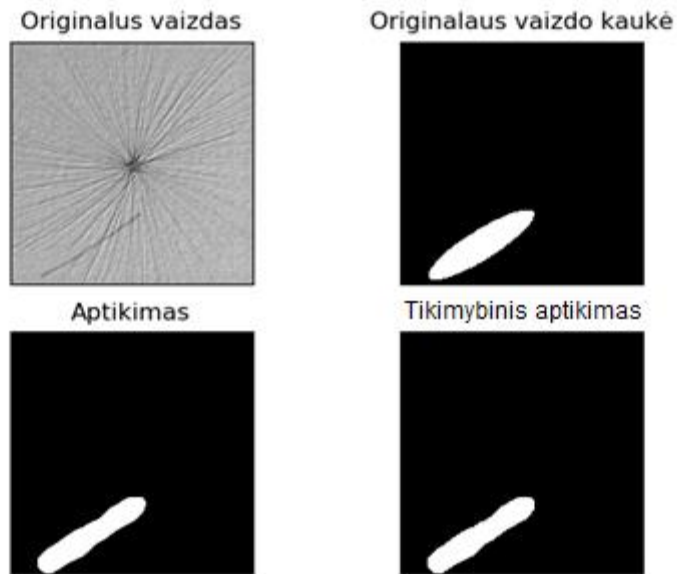 Originalus vaizdas
Originalaus vaizdo kaukė
Aptikimas
Tikimybinis aptikimas